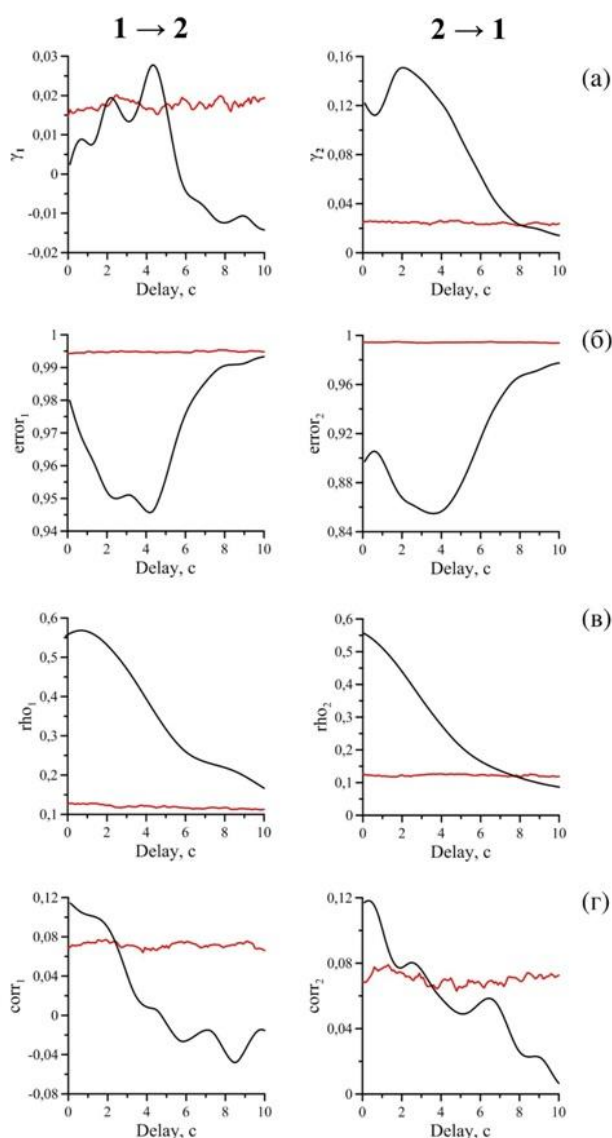 1 → 2
2 → 1
(а)
0,03
0,02
0,01
0
-0,01
-0,02
γ1
0 2 4 6 8 10
Delay, c
0,16
0,12
0,08
0,04
0
γ2
0 2 4 6 8 10
Delay, c
(б)
1
0,99
0,98
0,97
0,96
0,95
0,94
error1
0 2 4 6 8 10
Delay, c
1
0,96
0,92
0,88
0,84
error2
0 2 4 6 8 10
Delay, c
(в)
0,6
0,5
0,4
0,3
0,2
0,1
rho1
0 2 4 6 8 10
Delay, c
0,6
0,5
0,4
0,3
0,2
0,1
0
rho2
0 2 4 6 8 10
Delay, c
(г)
0,12
0,08
0,04
0
-0,04
-0,08
corr1
0 2 4 6 8 10
Delay, c
0,12
0,08
0,04
0
corr2
0 2 4 6 8 10
Delay, c